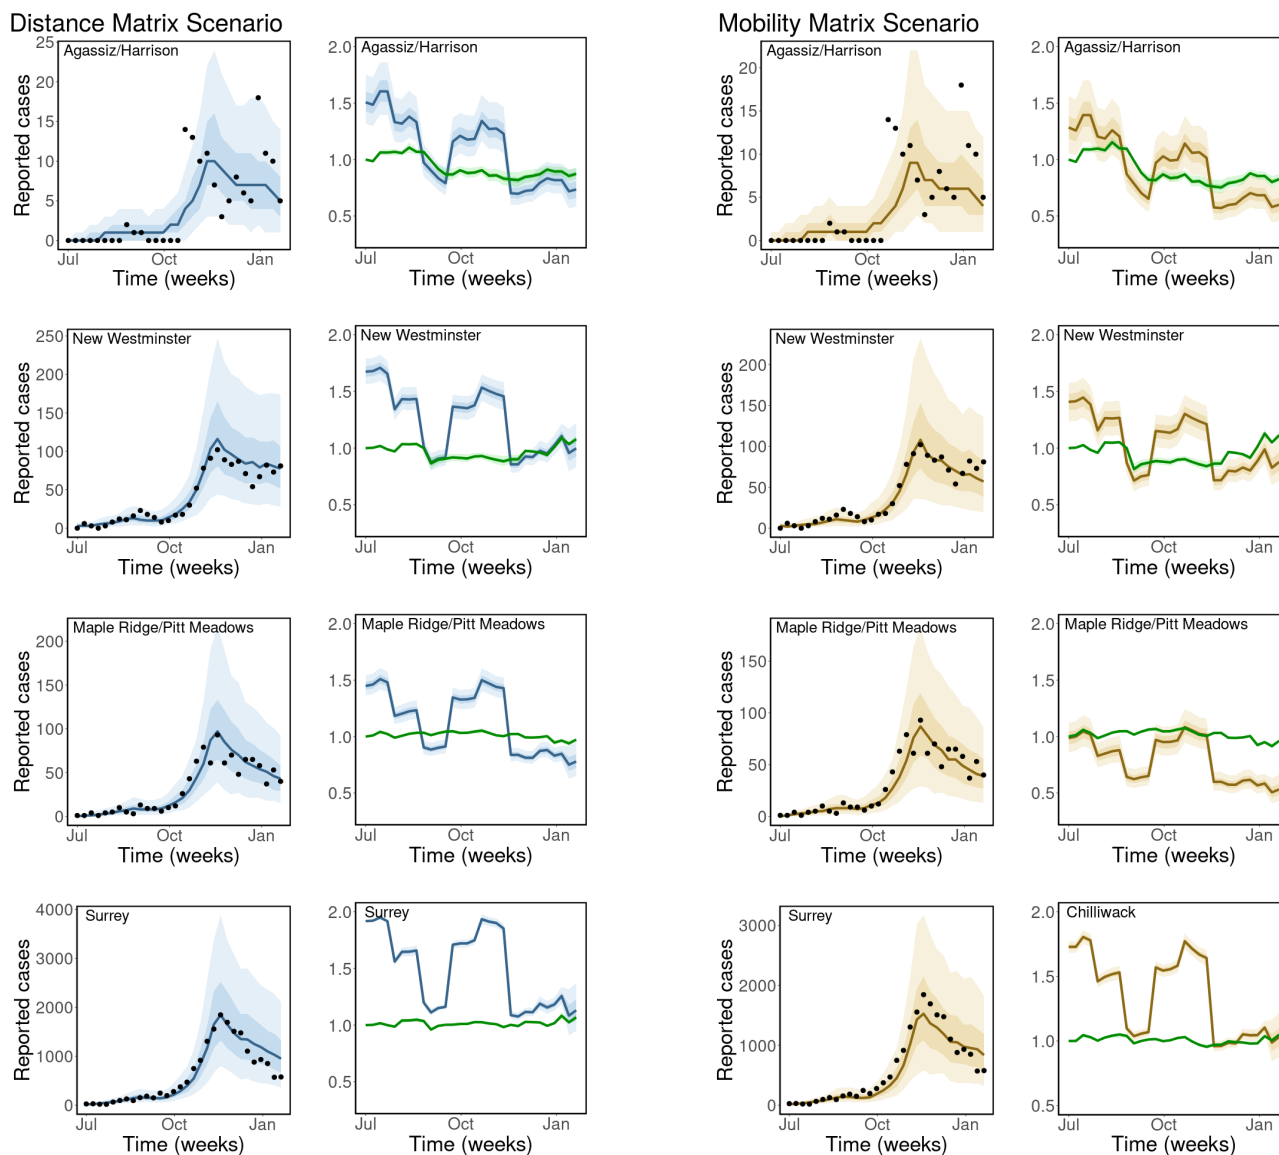 Distance Matrix Scenario
Mobility Matrix Scenario
Agassiz/Harrison
Reported cases
25
20
15
10
5
0
Jul
Oct
Jan
Time (weeks)
Agassiz/Harrison
2.0
1.5
1.0
0.5
Jul
Oct
Jan
Time (weeks)
Agassiz/Harrison
Reported cases
20
15
10
5
0
Jul
Oct
Jan
Time (weeks)
Agassiz/Harrison
2.0
1.5
1.0
0.5
Jul
Oct
Jan
Time (weeks)
New Westminster
Reported cases
250
200
150
100
50
0
Jul
Oct
Jan
Time (weeks)
New Westminster
2.0
1.5
1.0
0.5
Jul
Oct
Jan
Time (weeks)
New Westminster
Reported cases
200
150
100
50
0
Jul
Oct
Jan
Time (weeks)
New Westminster
2.0
1.5
1.0
0.5
Jul
Oct
Jan
Time (weeks)
Maple Ridge/Pitt Meadows
Reported cases
200
150
100
50
0
Jul
Oct
Jan
Time (weeks)
Maple Ridge/Pitt Meadows
2.0
1.5
1.0
0.5
Jul
Oct
Jan
Time (weeks)
Maple Ridge/Pitt Meadows
Reported cases
150
100
50
0
Jul
Oct
Jan
Time (weeks)
Maple Ridge/Pitt Meadows
2.0
1.5
1.0
0.5
Jul
Oct
Jan
Time (weeks)
Surrey
Reported cases
4000
3000
2000
1000
0
Jul
Oct
Jan
Time (weeks)
Surrey
2.0
1.5
1.0
0.5
Jul
Oct
Jan
Time (weeks)
Surrey
Reported cases
3000
2000
1000
0
Jul
Oct
Jan
Time (weeks)
Chilliwack
2.0
1.5
1.0
0.5
Jul
Oct
Jan
Time (weeks)